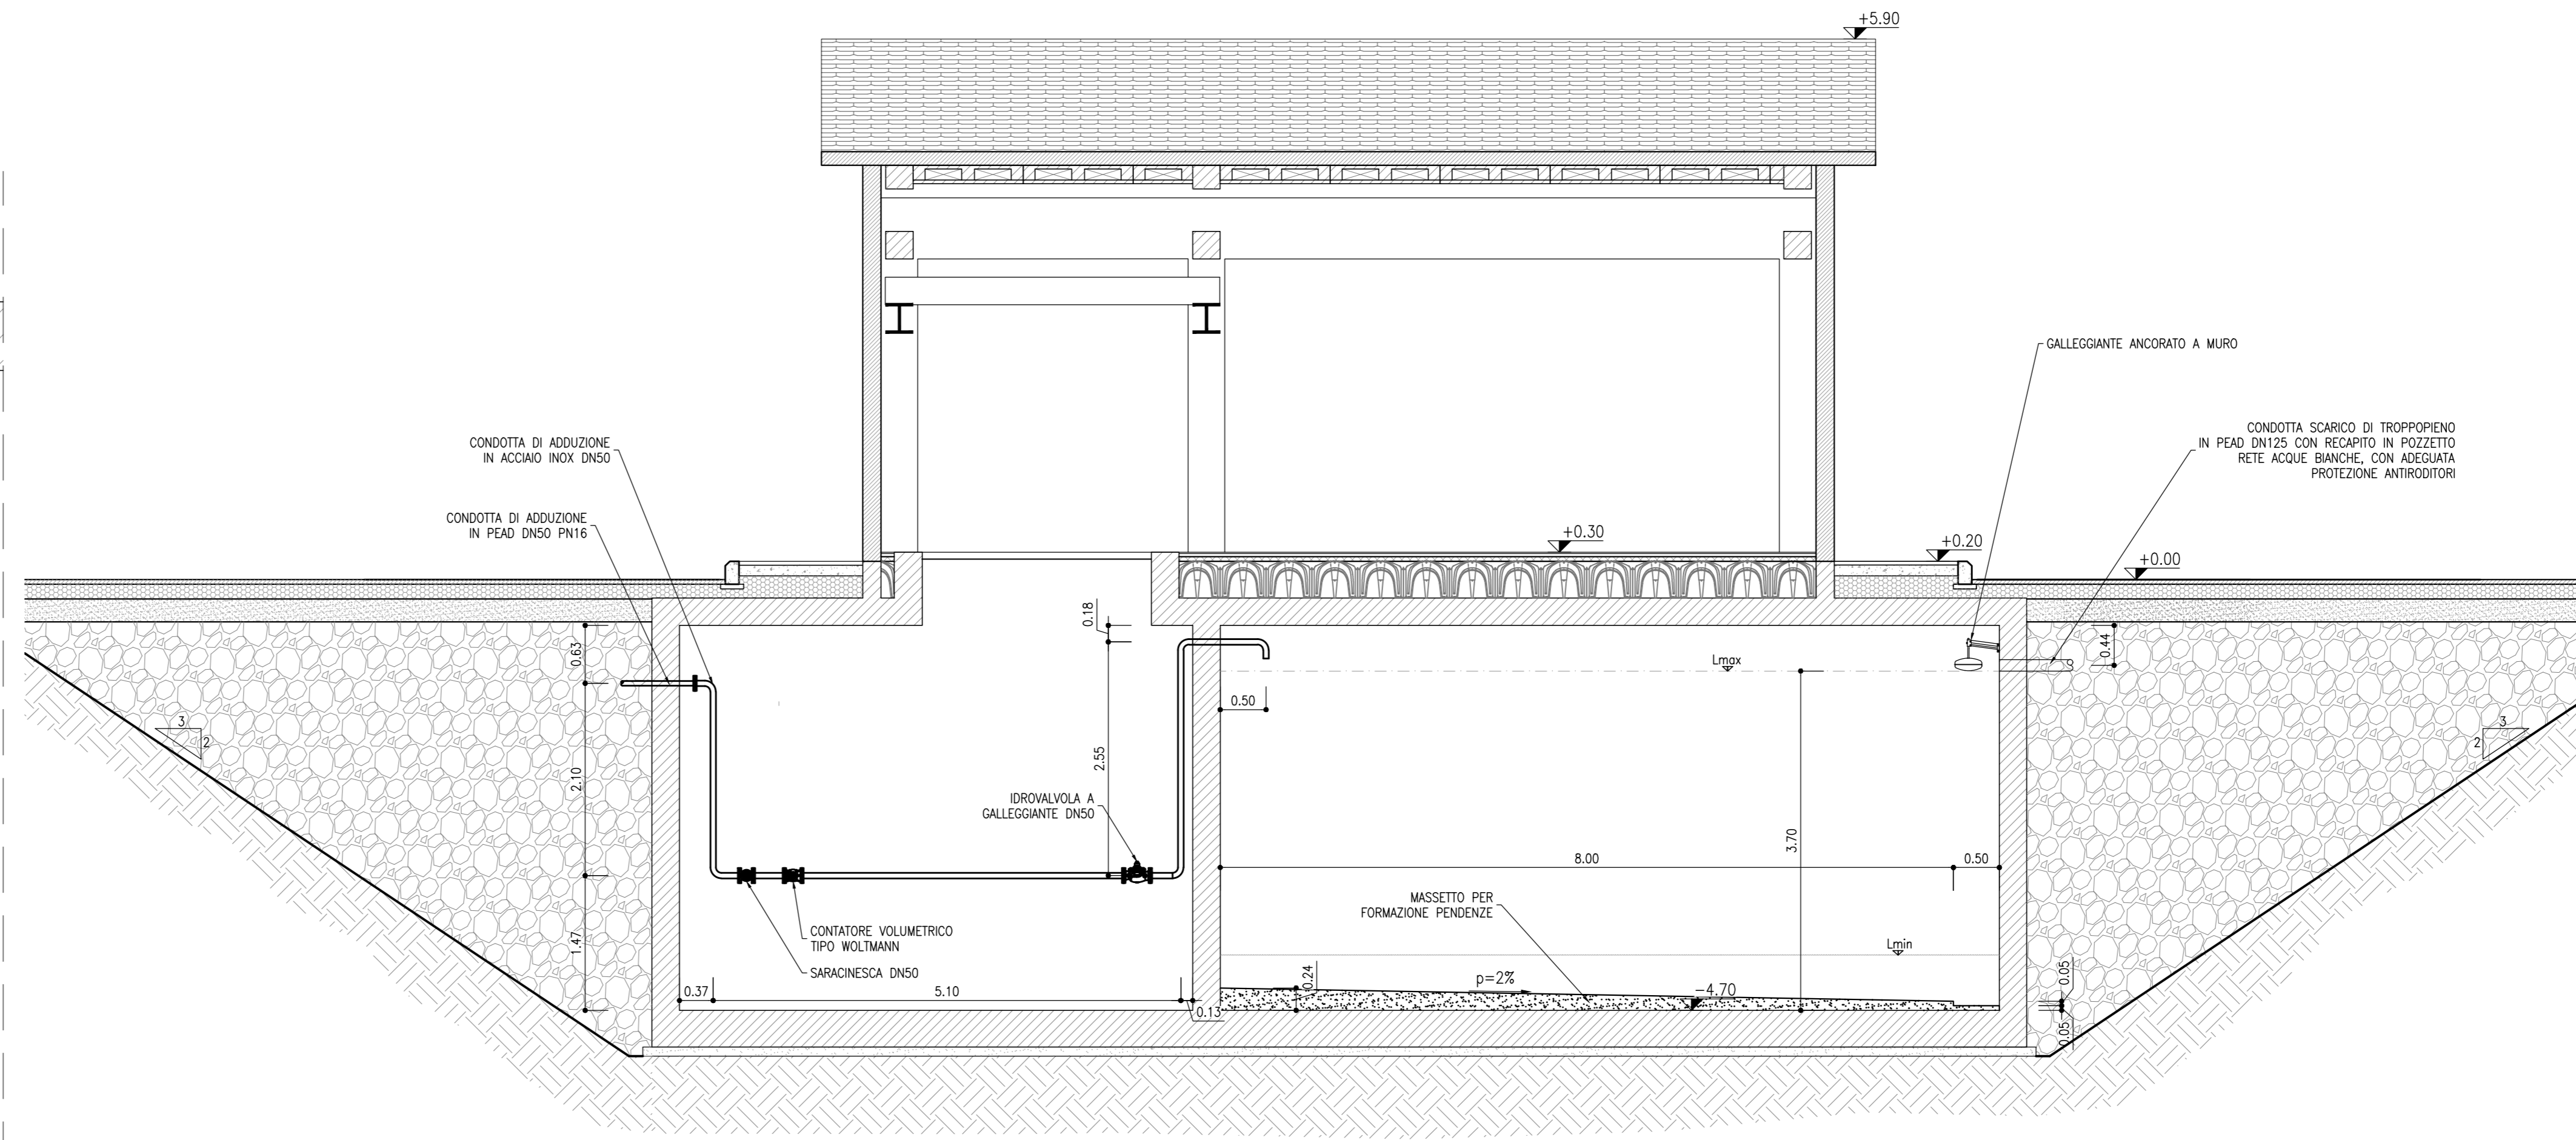 +5.90
GALLEGGIANTE ANCORATO A MURO
CONDOTTA DI ADDUZIONE
IN ACCIAIO INOX DN50
CONDOTTA SCARICO DI TROPPOPIENO
IN PEAD DN125 CON RECAPITO IN POZZETTO
RETE ACQUE BIANCHE, CON ADEGUATA
PROTEZIONE ANTIRODITORI
CONDOTTA DI ADDUZIONE
IN PEAD DN50 PN16
+0.30
+0.20
+0.00
0.18
0.63
0.44
Lmax
0.50
3
2
3
2
2.10
2.55
IDROVALVOLA A
GALLEGGIANTE DN50
3.70
8.00
0.50
MASSETTO PER
FORMAZIONE PENDENZE
CONTATORE VOLUMETRICO
TIPO WOLTMANN
SARACINESCA DN50
1.47
Lmin
0.24
p=2%
-4.70
0.05
0.37
5.10
0.13
0.05